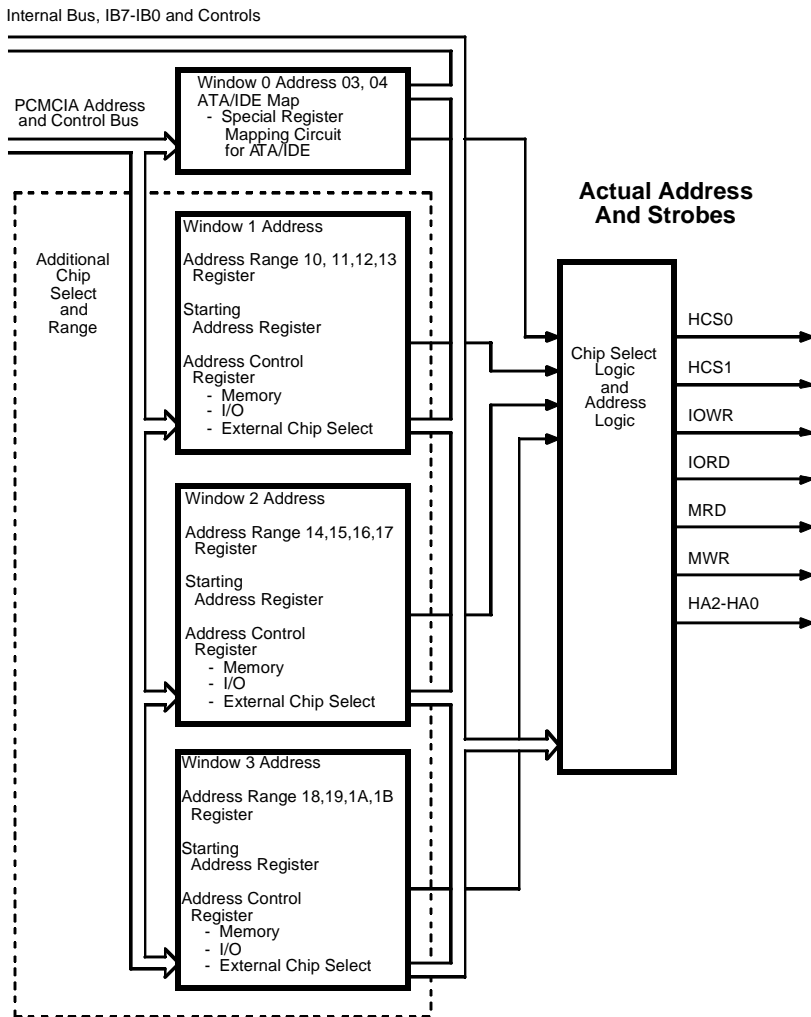 Internal Bus, IB7-IB0 and Controls
PCMCIA Address
and Control Bus
Window 0 Address 03, 04
ATA/IDE Map
- Special Register
Mapping Circuit
for ATA/IDE
Additional
Chip
Select
and
Range
Window 1 Address
Address Range 10, 11,12,13
Register
Starting
Address Register
Address Control
Register
- Memory
- I/O
- External Chip Select
Window 2 Address
Address Range 14,15,16,17
Register
Starting
Address Register
Address Control
Register
- Memory
- I/O
- External Chip Select
Window 3 Address
Address Range 18,19,1A,1B
Register
Starting
Address Register
Address Control
Register
- Memory
- I/O
- External Chip Select
Actual Address
And Strobes
Chip Select
Logic
and
Address
Logic
HCS0
HCS1
IOWR
IORD
MRD
MWR
HA2-HA0